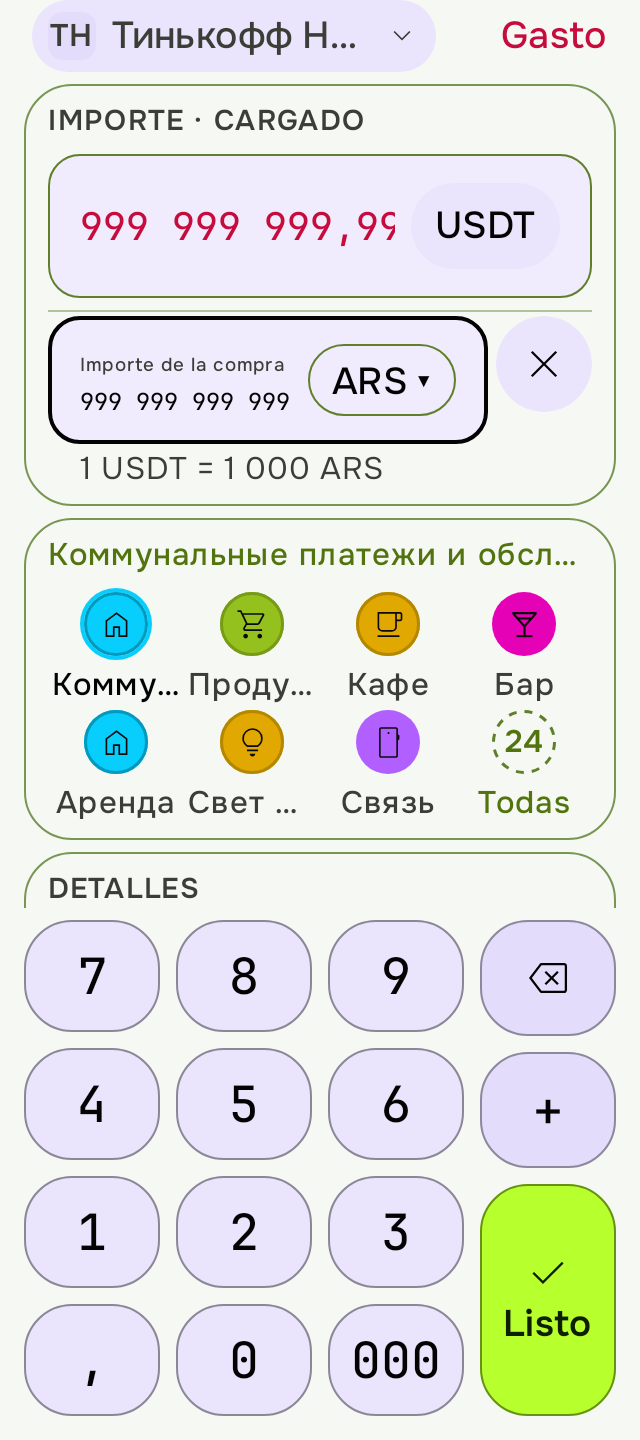 TH Тинькофф Н… Gasto
IMPORTE · CARGADO
999 999 999,99 USDT
Importe de la compra
999 999 999 999 ARS ▾
1 USDT = 1 000 ARS
Коммунальные платежи и обсл…
Комму… Проду… Кафе Бар
24
Аренда Свет … Связь Todas
DETALLES
7 8 9
4 5 6 +
1 2 3
Listo
, 0 000